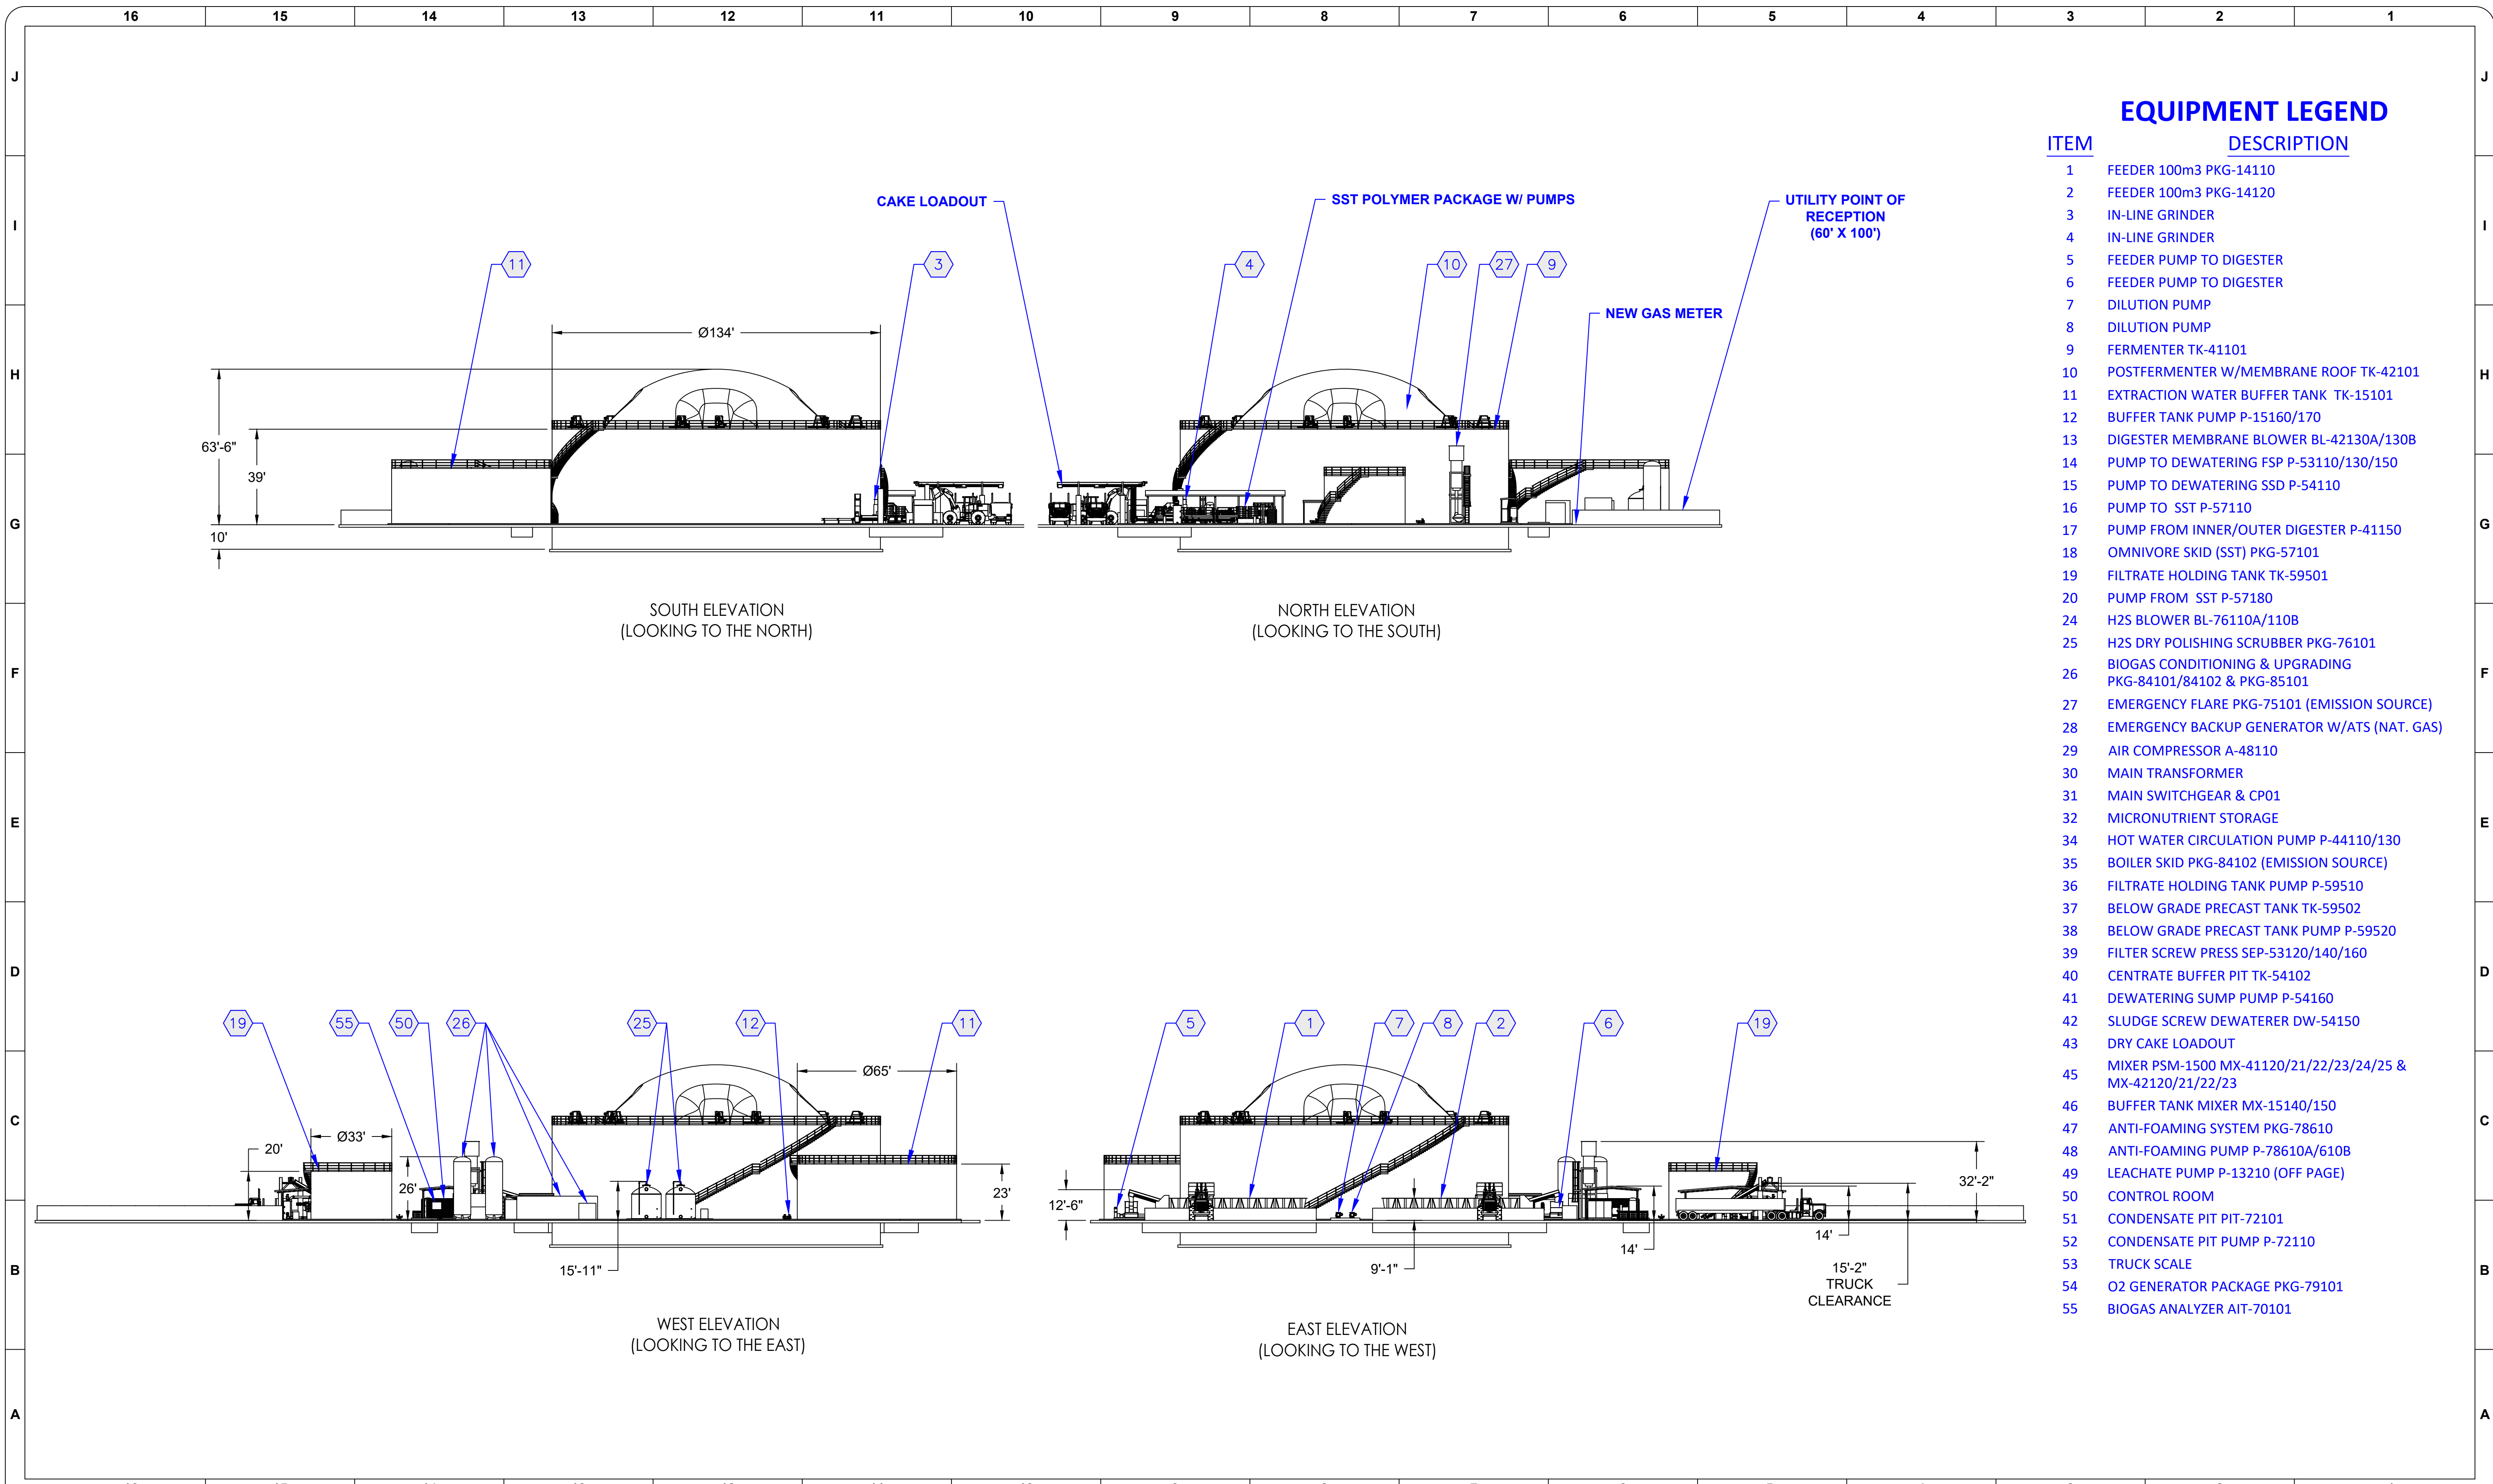 16 15 14 13 12 11 10 9 8 7 6 5 4 3 2 1
J J
I I
H H
G G
F F
E E
D D
C C
B B
A A
CAKE LOADOUT
SST POLYMER PACKAGE W/ PUMPS
UTILITY POINT OF
RECEPTION
(60' X 100')
11
3
4
10
27
9
NEW GAS METER
Ø134'
63'-6"
39'
10'
SOUTH ELEVATION
(LOOKING TO THE NORTH)
NORTH ELEVATION
(LOOKING TO THE SOUTH)
19
55
50
26
25
12
11
Ø65'
Ø33'
20'
26'
23'
15'-11"
WEST ELEVATION
(LOOKING TO THE EAST)
5
1
7
8
2
6
19
12'-6"
9'-1"
14'
14'
32'-2"
15'-2"
TRUCK
CLEARANCE
EAST ELEVATION
(LOOKING TO THE WEST)
EQUIPMENT LEGEND
ITEM DESCRIPTION
1 FEEDER 100m3 PKG-14110
2 FEEDER 100m3 PKG-14120
3 IN-LINE GRINDER
4 IN-LINE GRINDER
5 FEEDER PUMP TO DIGESTER
6 FEEDER PUMP TO DIGESTER
7 DILUTION PUMP
8 DILUTION PUMP
9 FERMENTER TK-41101
10 POSTFERMENTER W/MEMBRANE ROOF TK-42101
11 EXTRACTION WATER BUFFER TANK TK-15101
12 BUFFER TANK PUMP P-15160/170
13 DIGESTER MEMBRANE BLOWER BL-42130A/130B
14 PUMP TO DEWATERING FSP P-53110/130/150
15 PUMP TO DEWATERING SSD P-54110
16 PUMP TO SST P-57110
17 PUMP FROM INNER/OUTER DIGESTER P-41150
18 OMNIVORE SKID (SST) PKG-57101
19 FILTRATE HOLDING TANK TK-59501
20 PUMP FROM SST P-57180
24 H2S BLOWER BL-76110A/110B
25 H2S DRY POLISHING SCRUBBER PKG-76101
26 BIOGAS CONDITIONING & UPGRADING
PKG-84101/84102 & PKG-85101
27 EMERGENCY FLARE PKG-75101 (EMISSION SOURCE)
28 EMERGENCY BACKUP GENERATOR W/ATS (NAT. GAS)
29 AIR COMPRESSOR A-48110
30 MAIN TRANSFORMER
31 MAIN SWITCHGEAR & CP01
32 MICRONUTRIENT STORAGE
34 HOT WATER CIRCULATION PUMP P-44110/130
35 BOILER SKID PKG-84102 (EMISSION SOURCE)
36 FILTRATE HOLDING TANK PUMP P-59510
37 BELOW GRADE PRECAST TANK TK-59502
38 BELOW GRADE PRECAST TANK PUMP P-59520
39 FILTER SCREW PRESS SEP-53120/140/160
40 CENTRATE BUFFER PIT TK-54102
41 DEWATERING SUMP PUMP P-54160
42 SLUDGE SCREW DEWATERER DW-54150
43 DRY CAKE LOADOUT
45 MIXER PSM-1500 MX-41120/21/22/23/24/25 &
MX-42120/21/22/23
46 BUFFER TANK MIXER MX-15140/150
47 ANTI-FOAMING SYSTEM PKG-78610
48 ANTI-FOAMING PUMP P-78610A/610B
49 LEACHATE PUMP P-13210 (OFF PAGE)
50 CONTROL ROOM
51 CONDENSATE PIT PIT-72101
52 CONDENSATE PIT PUMP P-72110
53 TRUCK SCALE
54 O2 GENERATOR PACKAGE PKG-79101
55 BIOGAS ANALYZER AIT-70101